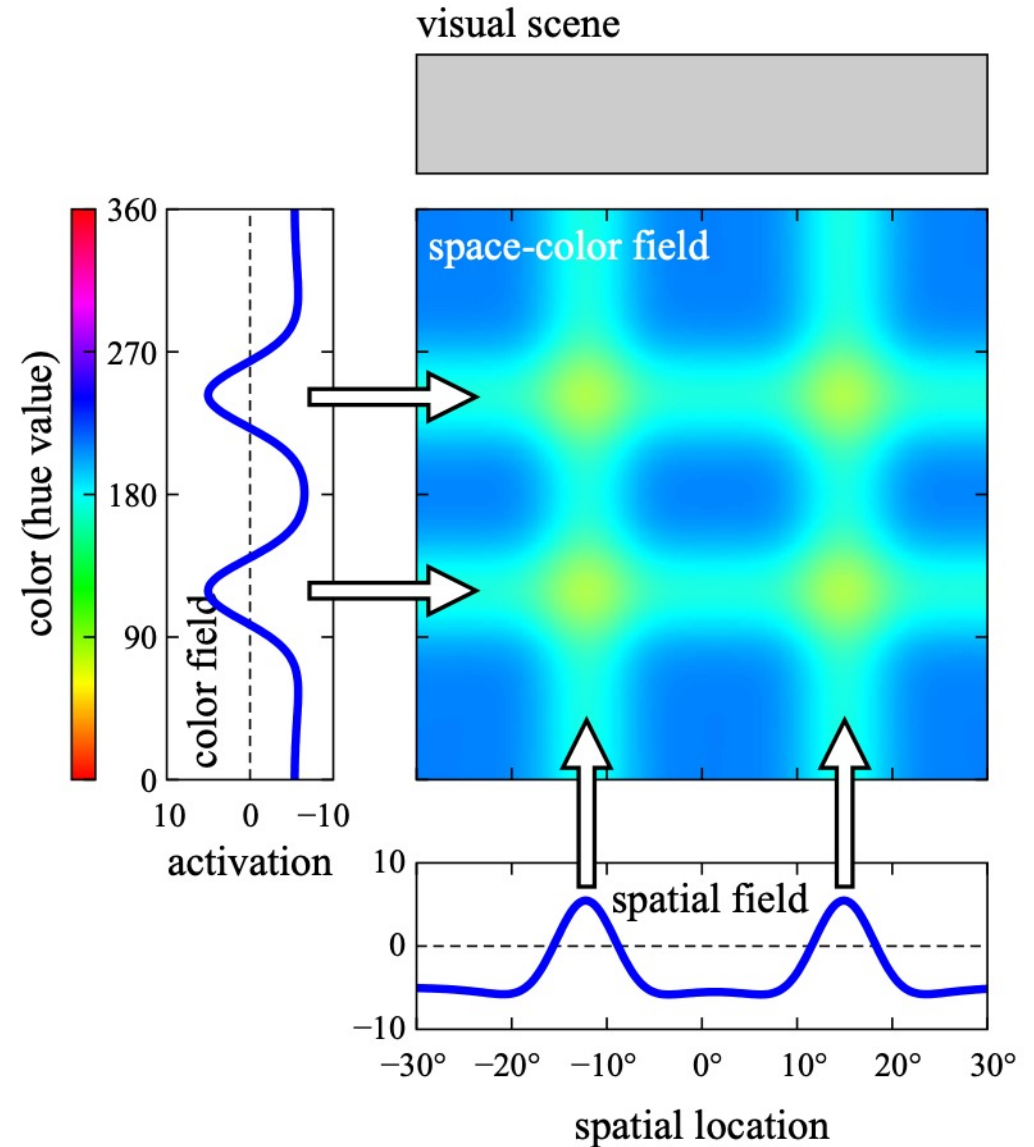 visual scene
space-color field
color (hue value)
360
270
180
90
0
color field
10 0 −10
activation
spatial field
10
0
−10
−30° −20° −10° 0° 10° 20° 30°
spatial location